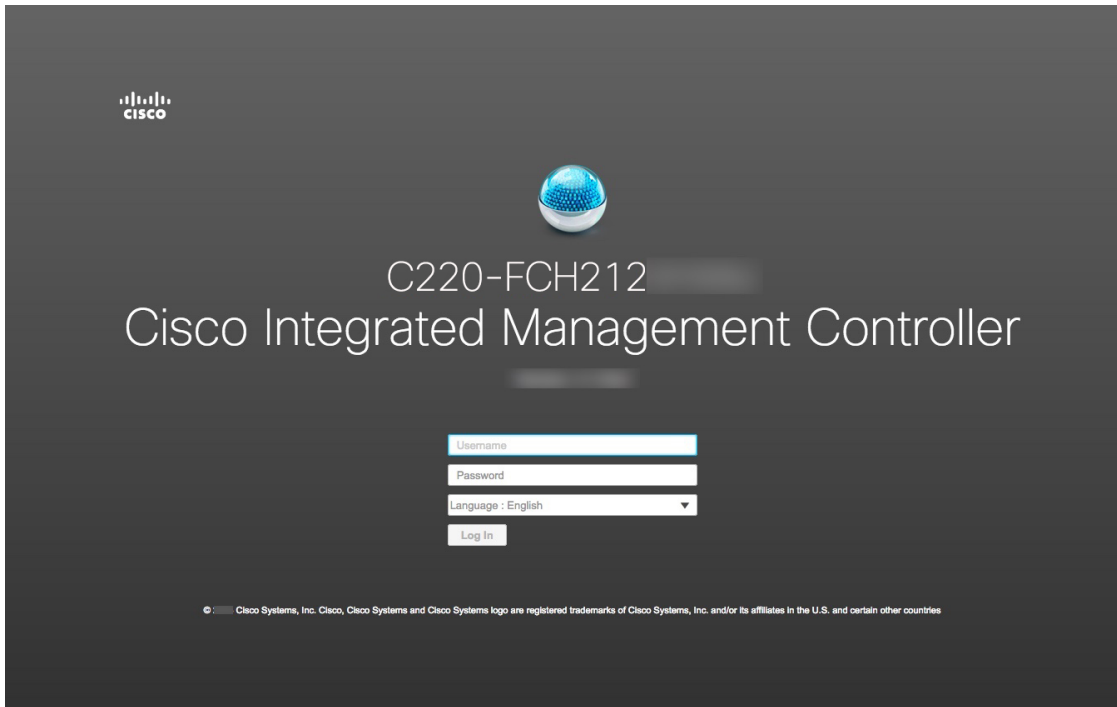 CISCO
C220-FCH212
Cisco Integrated Management Controller
Username
Password
Language : English
Log In
© Cisco Systems, Inc. Cisco, Cisco Systems and Cisco Systems logo are registered trademarks of Cisco Systems, Inc. and/or its affiliates in the U.S. and certain other countries